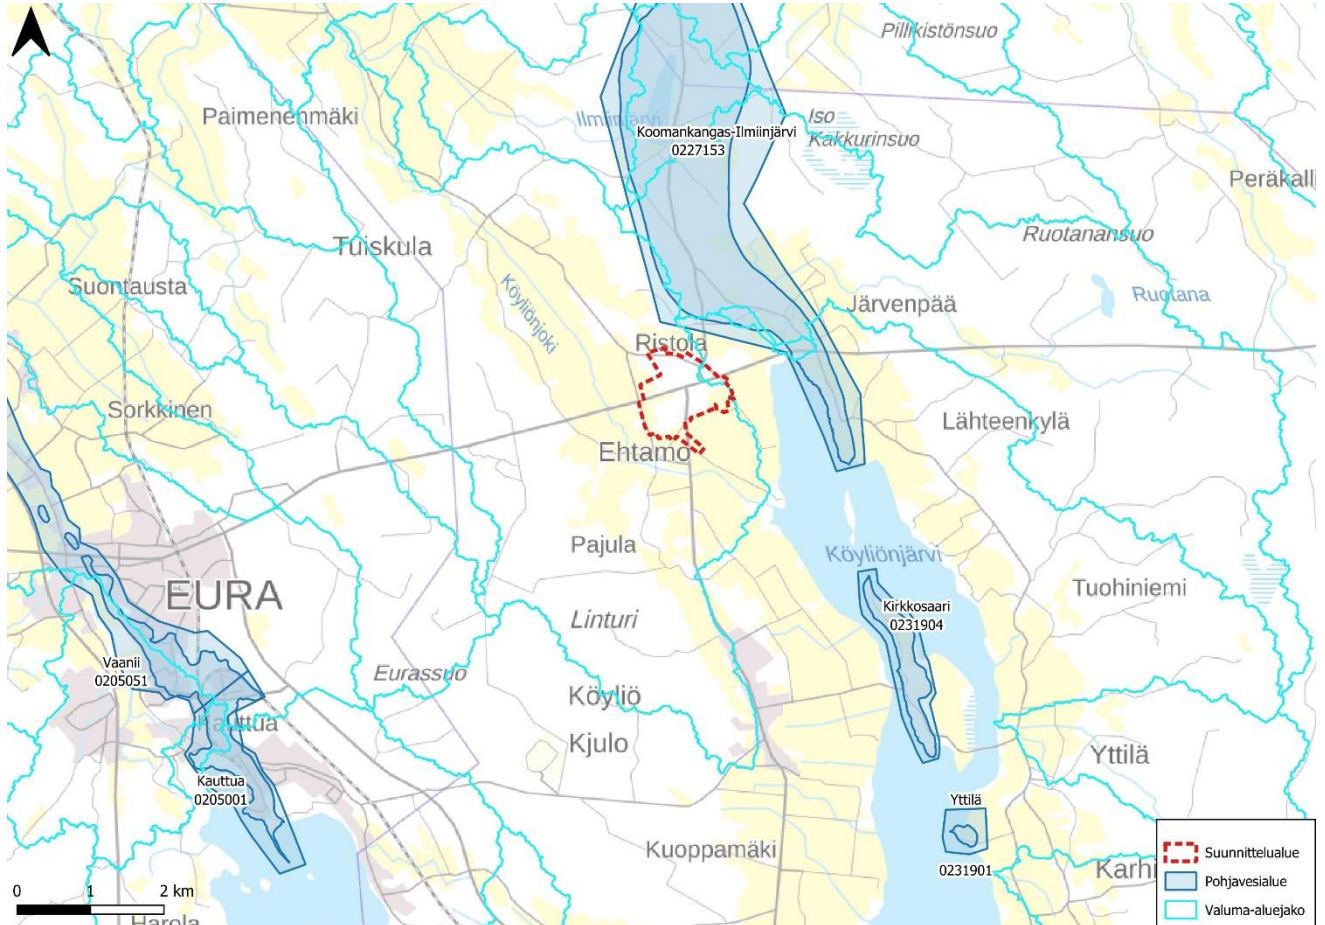 Pillikistönsuo
Paimenenmäki
Ilmiinjärvi
Iso
Kakkurinsuo
Koomankangas-Ilmiinjärvi
0227153
Peräkalli
Tuiskula
Ruotanansuo
Suontausta
Köyliönjoki
Ruotana
Järvenpää
Ristola
Sorkkinen
Lähteenkylä
Ehtamo
Pajula
Köyliönjärvi
EURA
Tuohiniemi
Kirkkosaari
0231904
Linturi
Vaanii
0205051
Eurassuo
Köyliö
Kauttua
Kjulo
Yttilä
Kauttua
0205001
Yttilä
Kuoppamäki
0231901
Karhi
Suunnittelualue
Pohjavesialue
Valuma-aluejako
0 1 2 km
Harola